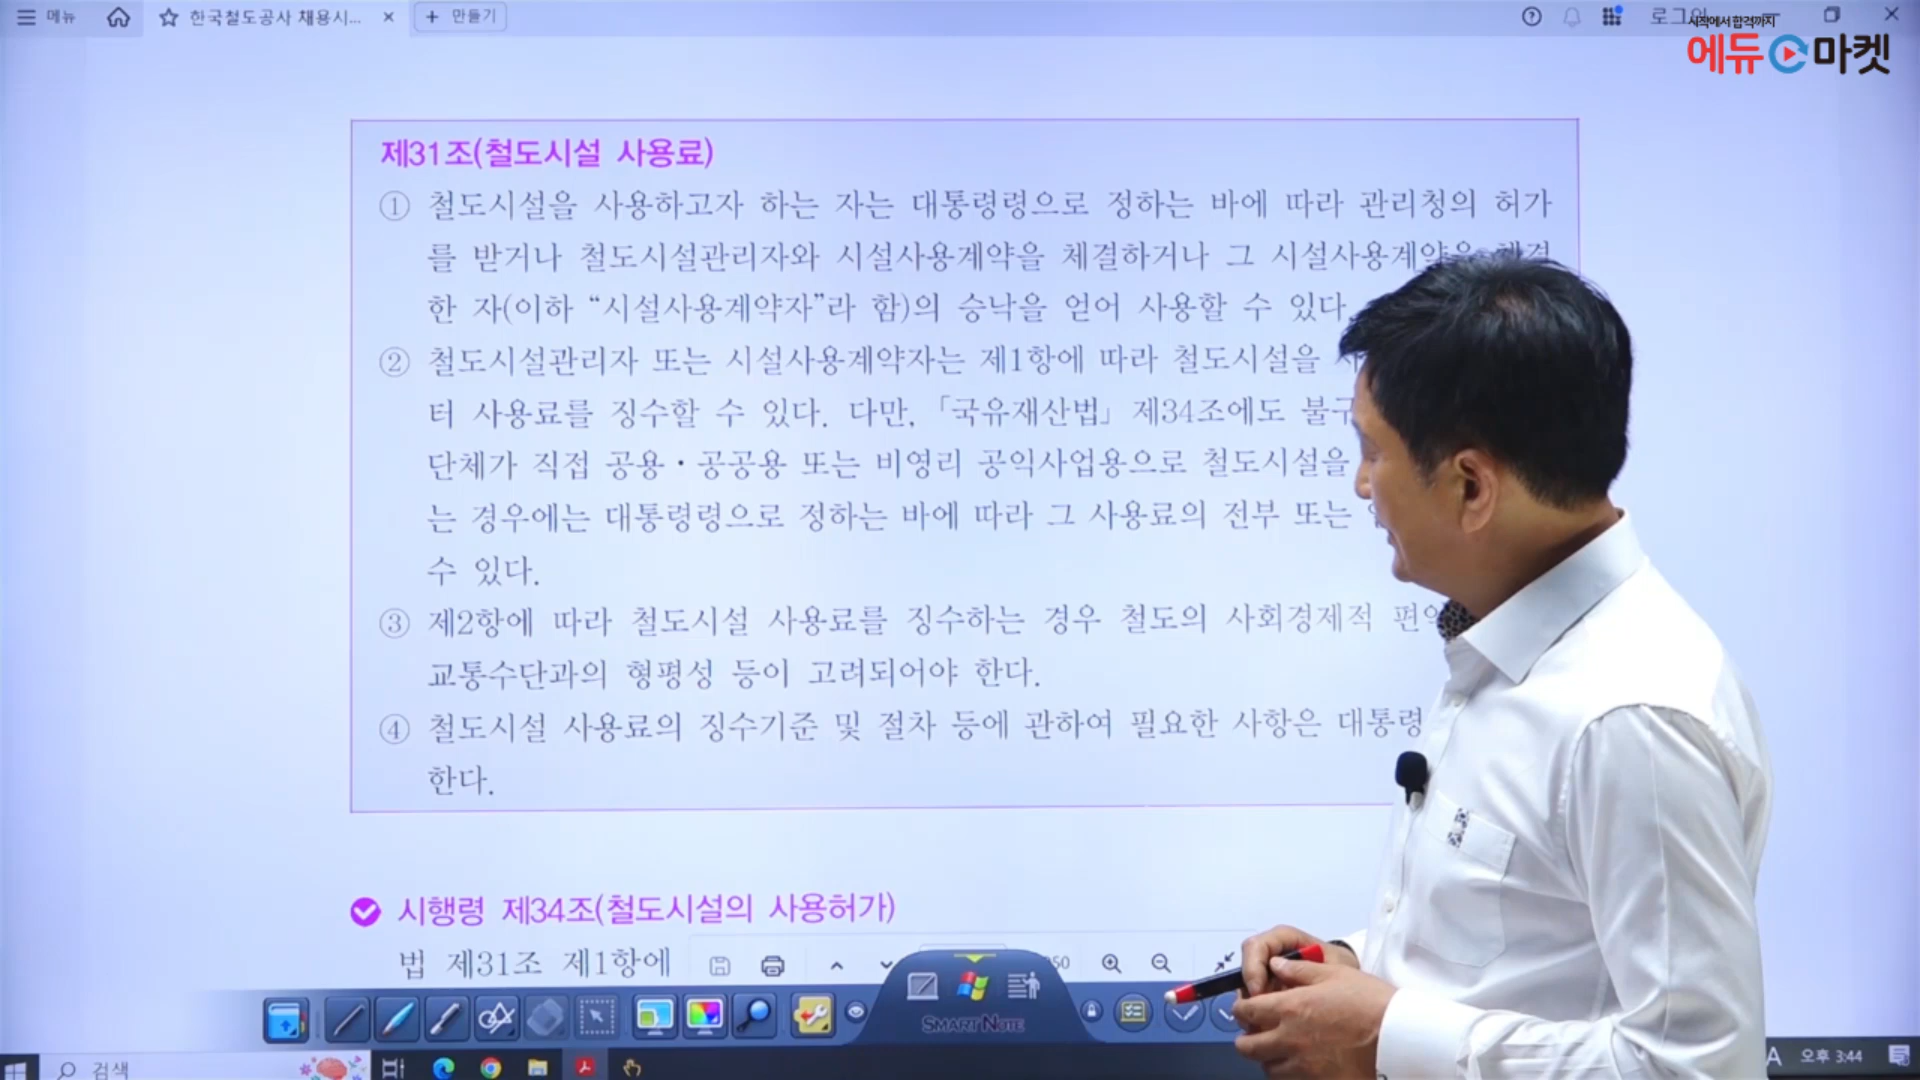 메뉴
한국철도공사 채용시...
+ 만들기
시작에서 합격까지
에듀 마켓
제31조(철도시설 사용료)
① 철도시설을 사용하고자 하는 자는 대통령령으로 정하는 바에 따라 관리청의 허가
를 받거나 철도시설관리자와 시설사용계약을 체결하거나 그 시설사용계약을 체결
한 자(이하 “시설사용계약자”라 함)의 승낙을 얻어 사용할 수 있다.
② 철도시설관리자 또는 시설사용계약자는 제1항에 따라 철도시설을
터 사용료를 징수할 수 있다. 다만, 「국유재산법」 제34조에도
단체가 직접 공용·공공용 또는 비영리 공익사업용으로 철도시설을
는 경우에는 대통령령으로 정하는 바에 따라 그 사용료의 전부 또는
수 있다.
③ 제2항에 따라 철도시설 사용료를 징수하는 경우 철도의 사회경제적
교통수단과의 형평성 등이 고려되어야 한다.
④ 철도시설 사용료의 징수기준 및 절차 등에 관하여 필요한 사항은 대통령
한다.
시행령 제34조(철도시설의 사용허가)
법 제31조 제1항에
SMART NOTE
검색
A 오후 3:44